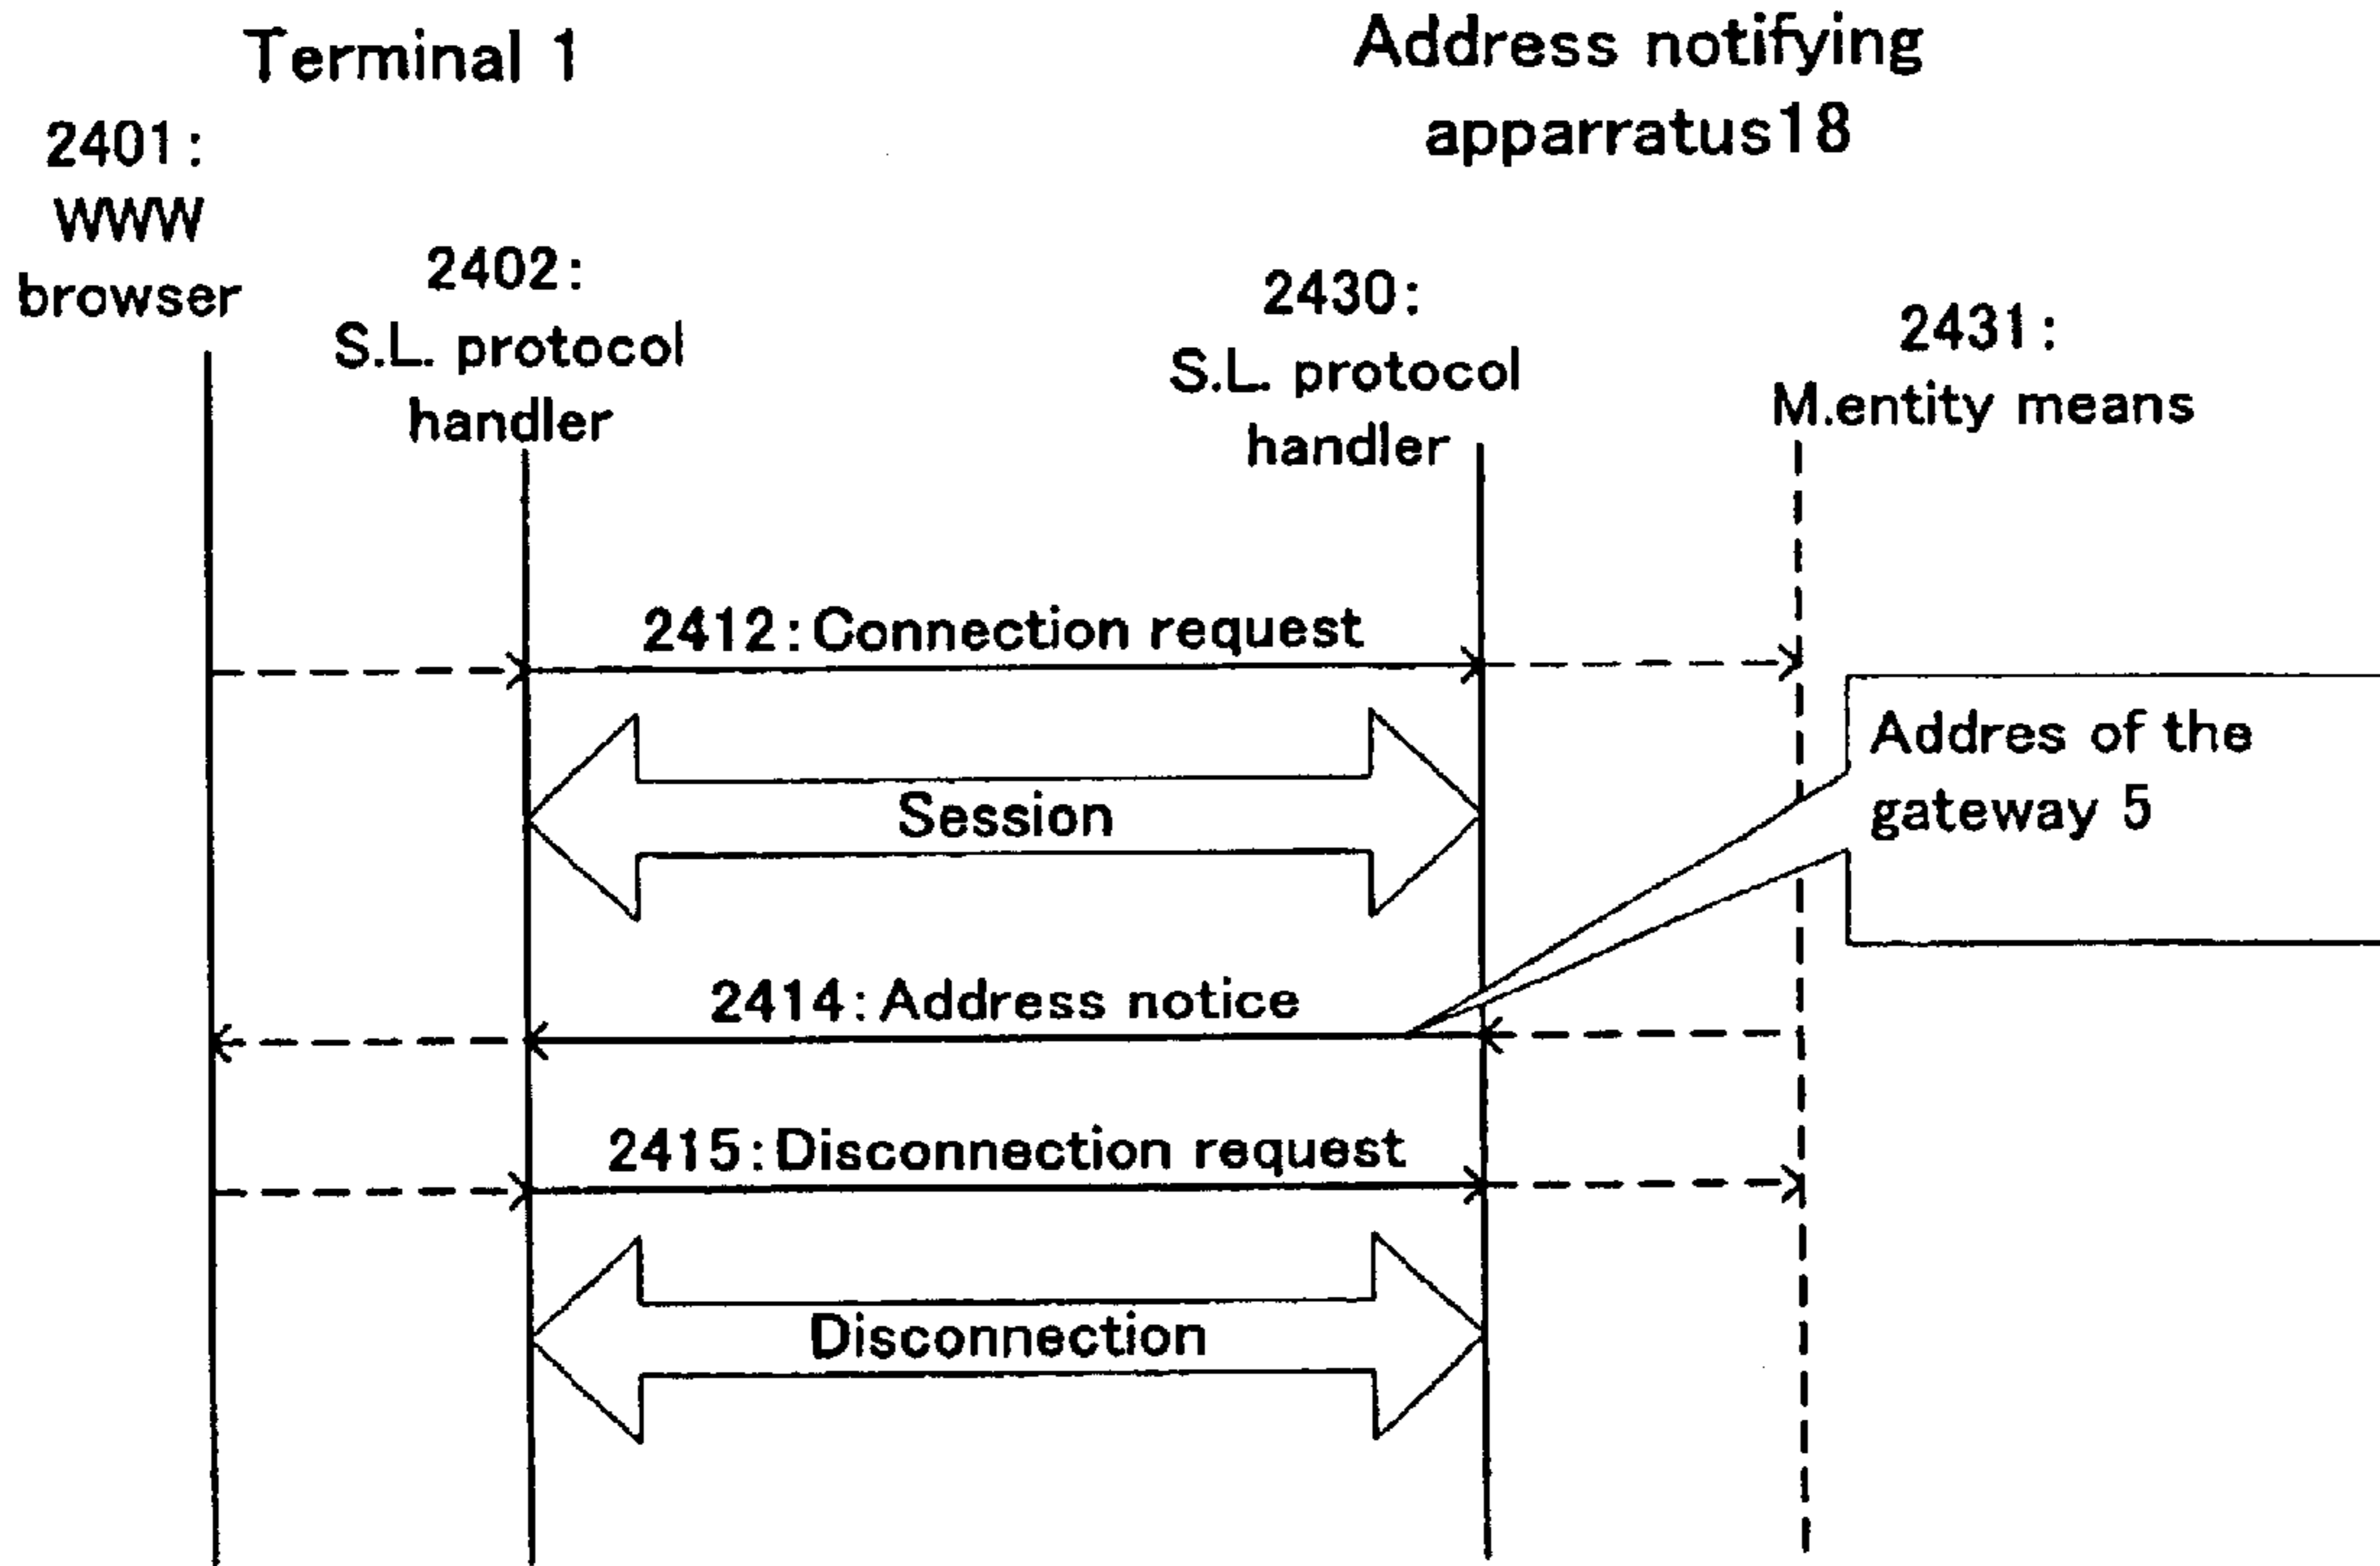 Terminal 1
Address notifying
apparratus18
2401:
WWW
browser
2402:
S.L. protocol
handler
2430:
S.L. protocol
handler
2431:
M.entity means
2412:Connection request
Session
Addres of the
gateway 5
2414:Address notice
2415:Disconnection request
Disconnection